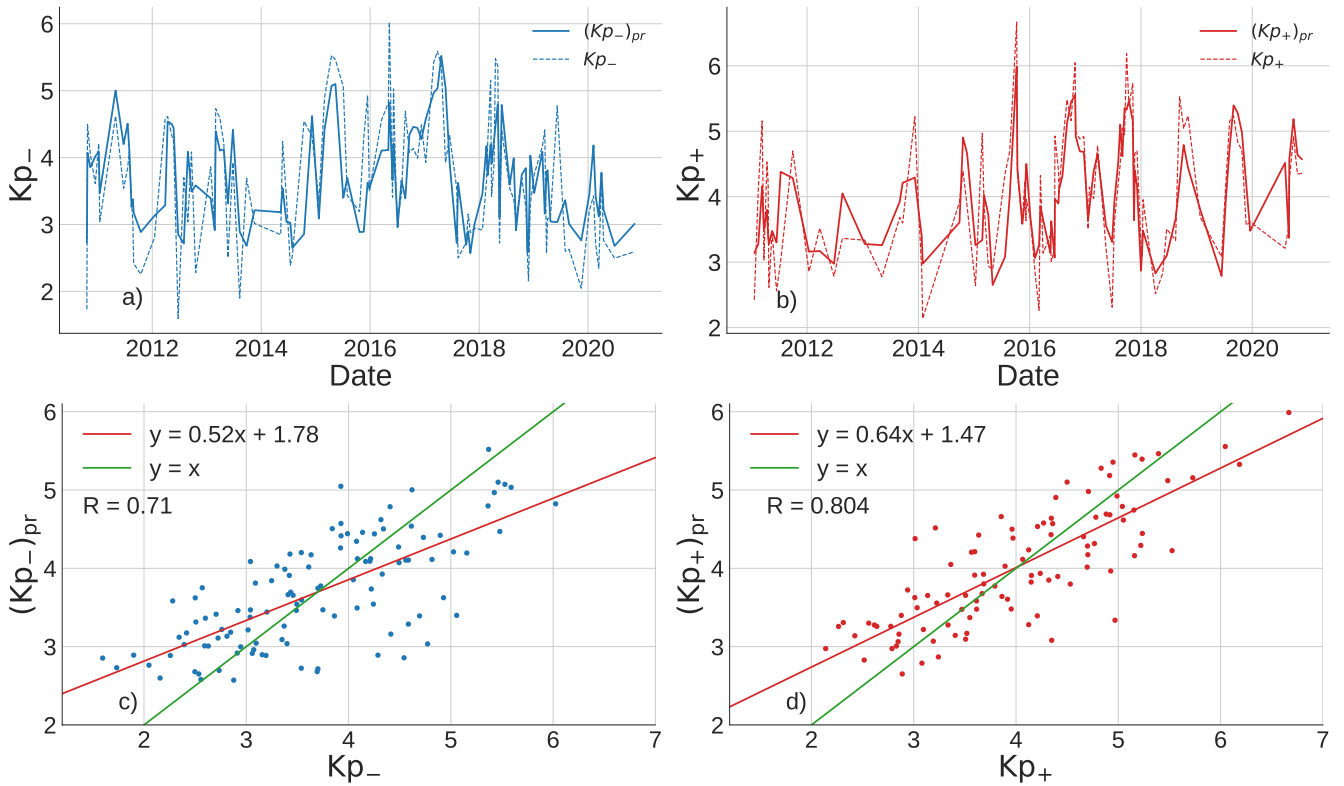 6
5
4
3
2
Kp₋
(Kp₋)ₚᵣ
Kp₋
a)
2012 2014 2016 2018 2020
Date
6
5
4
3
2
Kp₊
(Kp₊)ₚᵣ
Kp₊
b)
2012 2014 2016 2018 2020
Date
6
5
4
3
2
(Kp₋)ₚᵣ
y = 0.52x + 1.78
y = x
R = 0.71
c)
2 3 4 5 6 7
Kp₋
6
5
4
3
2
(Kp₊)ₚᵣ
y = 0.64x + 1.47
y = x
R = 0.804
d)
2 3 4 5 6 7
Kp₊